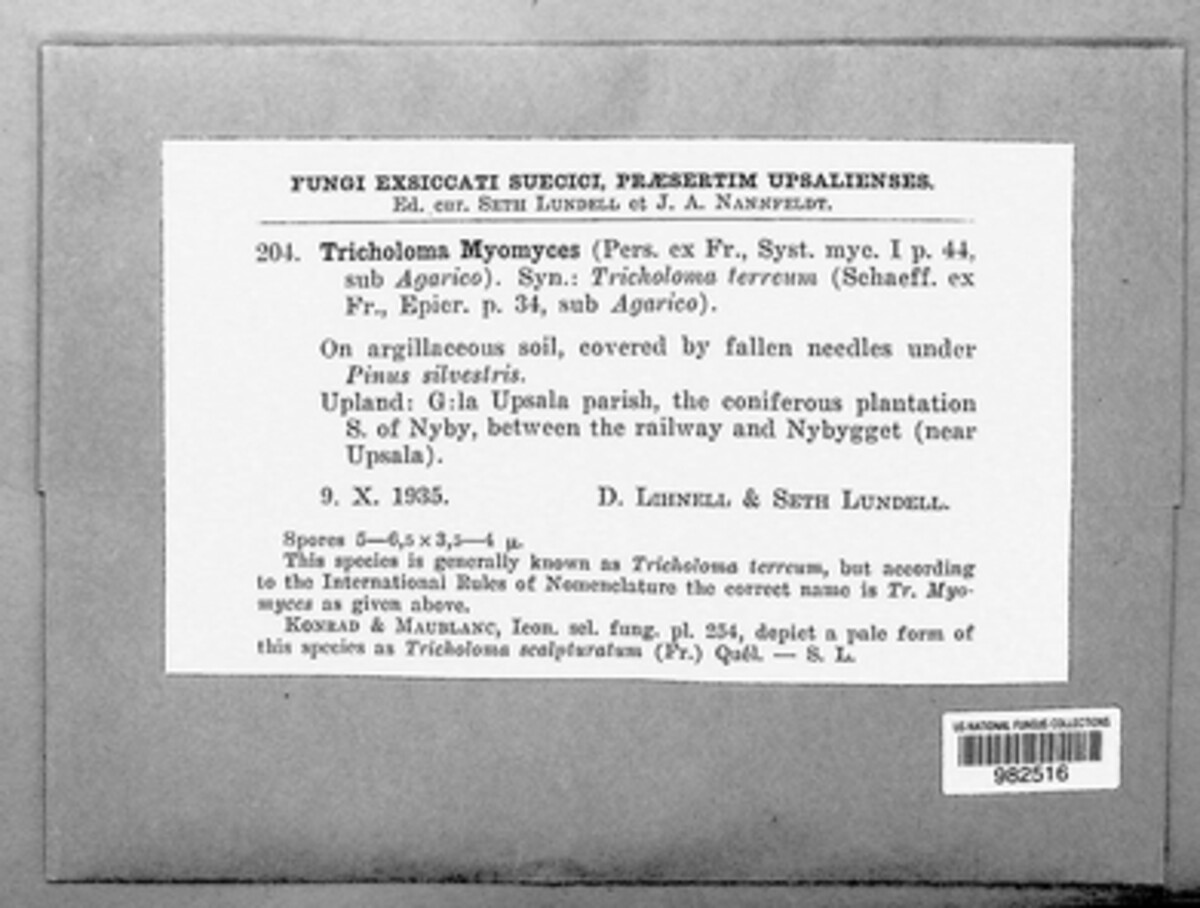 FUNGI EXSICCATI SUECICI, PRÆSERTIM UPSALIENSES.
Ed. cur. SETH LUNDELL et J. A. NANNFELDT.
204. Tricholoma Myomyces (Pers. ex Fr., Syst. myc. I p. 44,
sub Agarico). Syn.: Tricholoma terreum (Schaeff. ex
Fr., Epicr. p. 34, sub Agarico).
On argillaceous soil, covered by fallen needles under
Pinus silvestris.
Upland: G:la Upsala parish, the coniferous plantation
S. of Nyby, between the railway and Nybygget (near
Upsala).
9. X. 1935. D. LIHNELL & SETH LUNDELL.
Spores 5—6,5 × 3,5—4 μ.
This species is generally known as Tricholoma terreum, but according
to the International Rules of Nomenclature the correct name is Tr. Myo-
myces as given above.
KONRAD & MAUBLANC, Icon. sel. fung. pl. 254, depict a pale form of
this species as Tricholoma scalpturatum (Fr.) Quél. — S. L.
US NATIONAL FUNGUS COLLECTIONS
982516